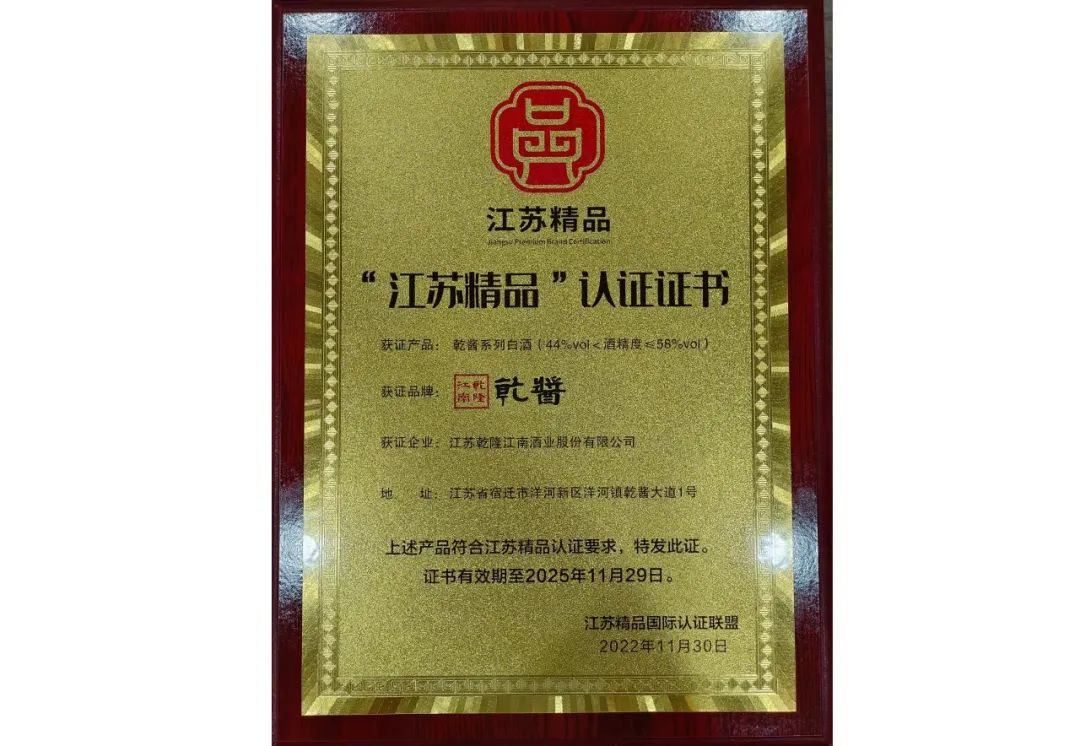 江苏精品
Jiangsu Premium Brand Certification
“江苏精品”认证证书
获证产品： 乾酱系列白酒（44%vol＜酒精度≤58%vol）
获证品牌： 乾隆江南 乾醬
获证企业：江苏乾隆江南酒业股份有限公司
地 址：江苏省宿迁市洋河新区洋河镇乾酱大道1号
上述产品符合江苏精品认证要求，特发此证。
证书有效期至2025年11月29日。
江苏精品国际认证联盟
2022年11月30日